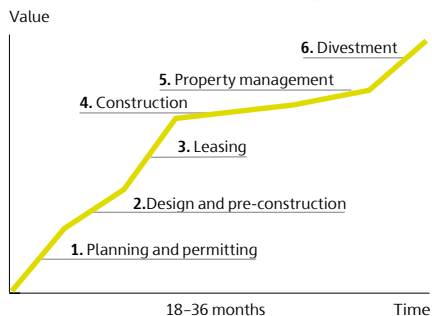 Value
6. Divestment
5. Property management
4. Construction
3. Leasing
2.Design and pre-construction
1. Planning and permitting
18–36 months
Time